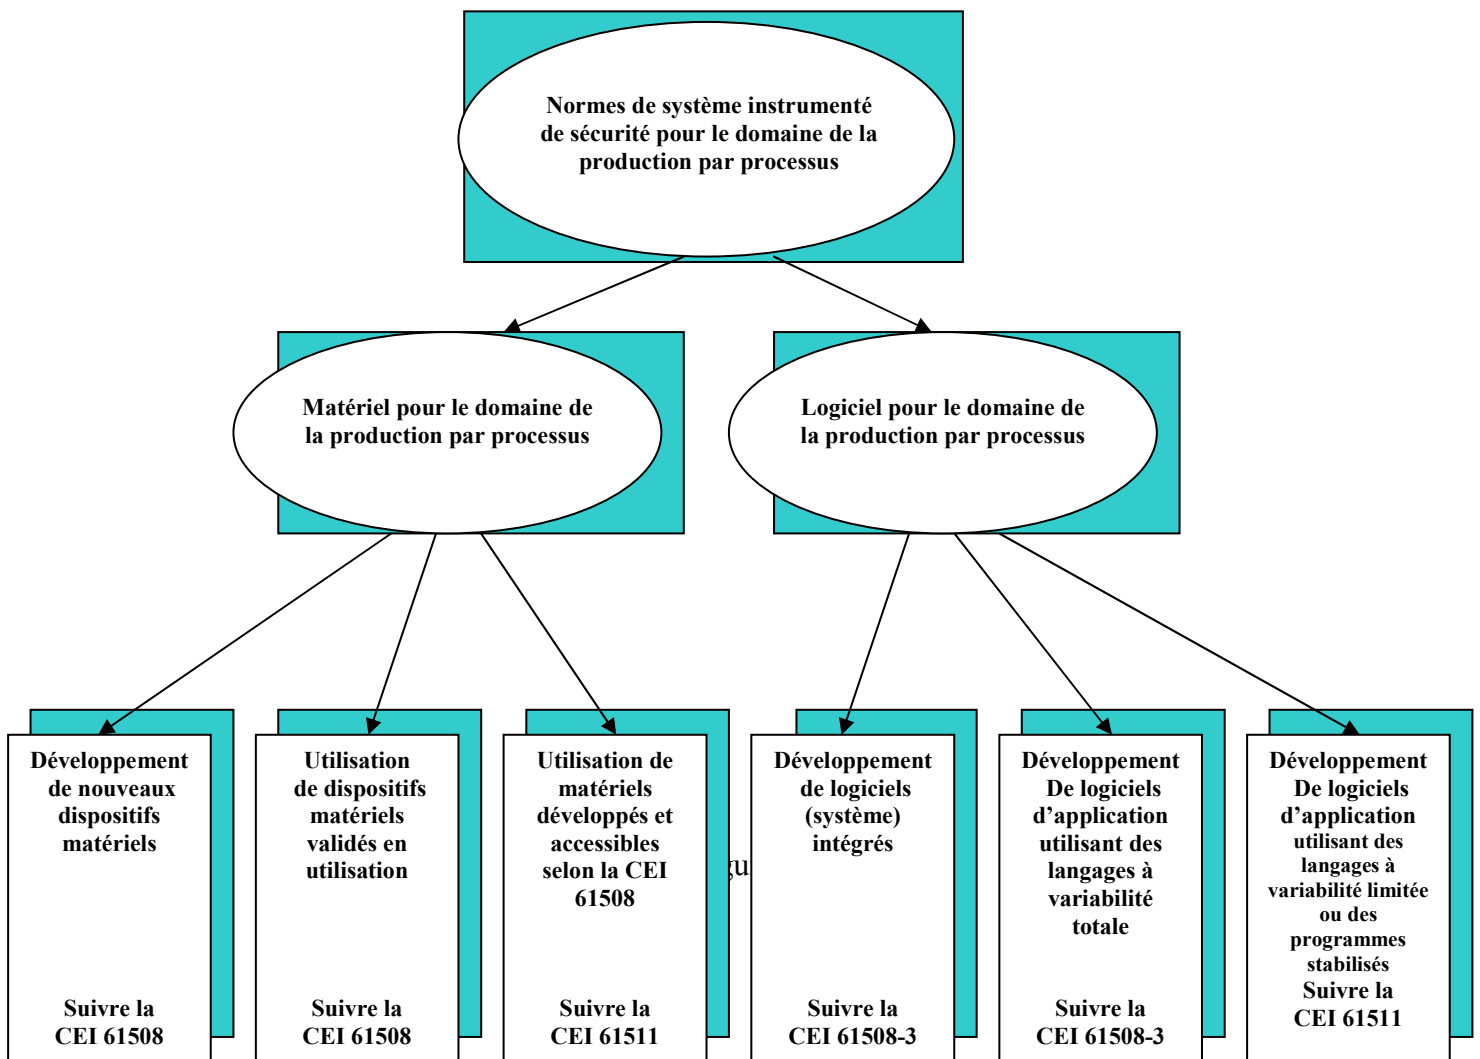 Normes de système instrumenté
de sécurité pour le domaine de la
production par processus
Matériel pour le domaine de
la production par processus
Logiciel pour le domaine de
la production par processus
Développement
de nouveaux
dispositifs
matériels
Suivre la
CEI 61508
Utilisation
de dispositifs
matériels
validés en
utilisation
Suivre la
CEI 61508
Utilisation de
matériels
développés et
accessibles
selon la CEI
61508
Suivre la
CEI 61511
Développement
de logiciels
(système)
intégrés
Suivre la
CEI 61508-3
Développement
De logiciels
d’application
utilisant des
langages à
variabilité
totale
Suivre la
CEI 61508-3
Développement
De logiciels
d’application
utilisant des
langages à
variabilité limitée
ou des
programmes
stabilisés
Suivre la
CEI 61511